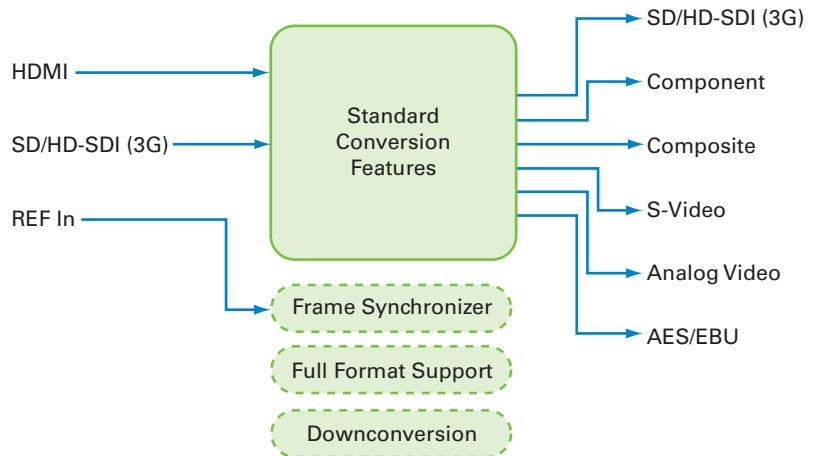 HDMI
SD/HD-SDI (3G)
REF In
Standard
Conversion
Features
Frame Synchronizer
Full Format Support
Downconversion
SD/HD-SDI (3G)
Component
Composite
S-Video
Analog Video
AES/EBU